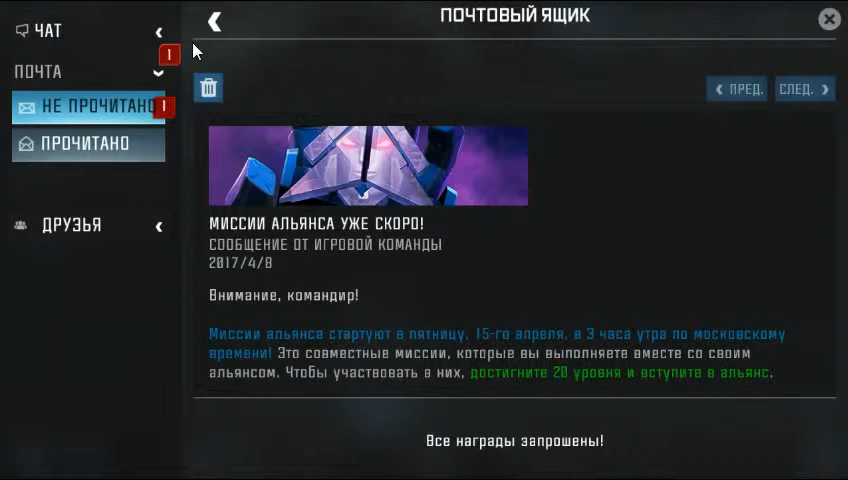 ПОЧТОВЫЙ ЯЩИК
ЧАТ
1
ПОЧТА
НЕ ПРОЧИТАНО
1
ПРОЧИТАНО
ДРУЗЬЯ
ПРЕД.
СЛЕД.
МИССИИ АЛЬЯНСА УЖЕ СКОРО!
СООБЩЕНИЕ ОТ ИГРОВОЙ КОМАНДЫ
2017/4/8
Внимание, командир!
Миссии альянса стартуют в пятницу, 15-го апреля, в 3 часа утра по московскому
времени! Это совместные миссии, которые вы выполняете вместе со своим
альянсом. Чтобы участвовать в них, достигните 20 уровня и вступите в альянс.
Все награды запрошены!